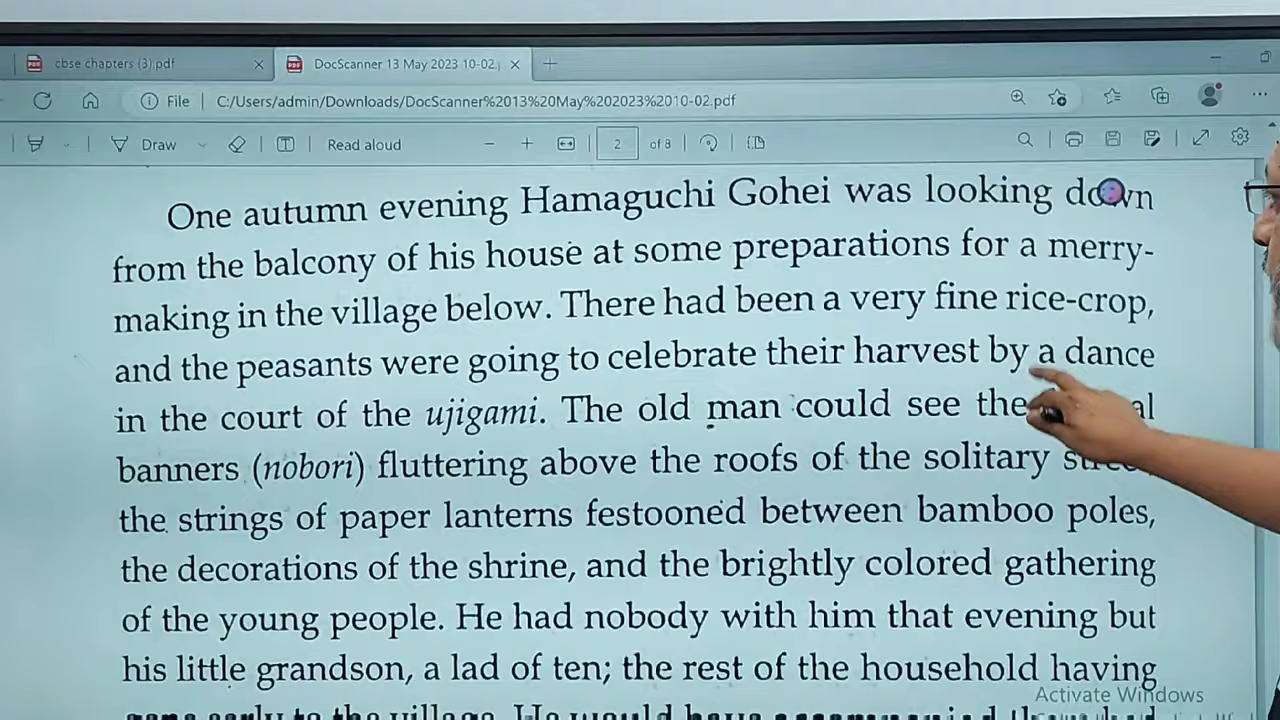 cbse chapters (3).pdf
DocScanner 13 May 2023 10-02.
File | C:/Users/admin/Downloads/DocScanner%2013%20May%202023%2010-02.pdf
Draw
Read aloud
2 of 8
One autumn evening Hamaguchi Gohei was looking down
from the balcony of his house at some preparations for a merry-
making in the village below. There had been a very fine rice-crop,
and the peasants were going to celebrate their harvest by a dance
in the court of the ujigami. The old man could see the
banners (nobori) fluttering above the roofs of the solitary
the strings of paper lanterns festooned between bamboo poles,
the decorations of the shrine, and the brightly colored gathering
of the young people. He had nobody with him that evening but
his little grandson, a lad of ten; the rest of the household having
Activate Windows